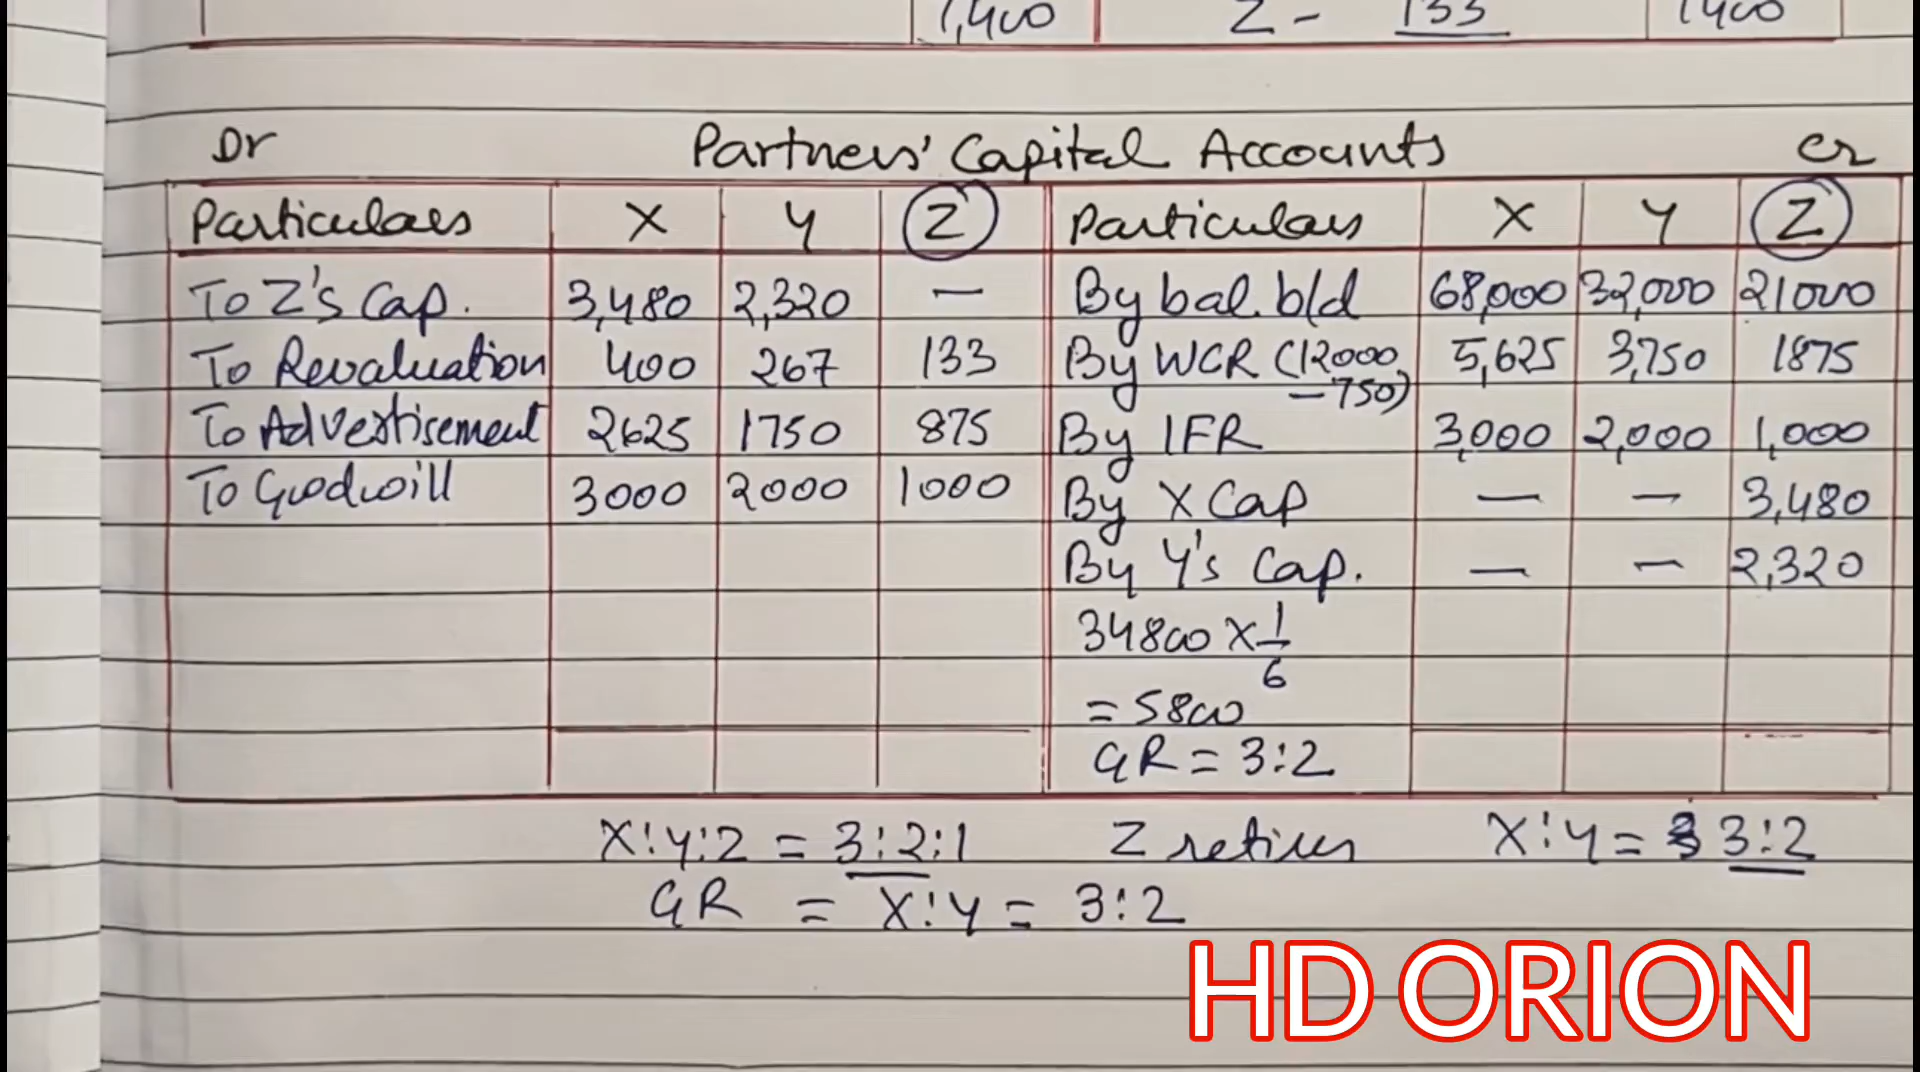 1,400 Z - 133 1400
Dr Partners' Capital Accounts Cr
Particulars X Y Z Particulars X Y Z
To Z's Cap. 3,480 2,320 — By bal. b/d 68,000 32,000 21000
To Revaluation 400 267 133 By WCR (12000 5,625 3,750 1875
- 750)
To Advertisement 2625 1750 875 By IFR 3,000 2,000 1,000
To Goodwill 3000 2000 1000 By X Cap — — 3,480
By Y's Cap. — — 2,320
34800 X 1/6
= 5800
GR = 3:2
X:Y:Z = 3:2:1 Z retires X:Y = 3:2
GR = X:Y = 3:2
HD ORION